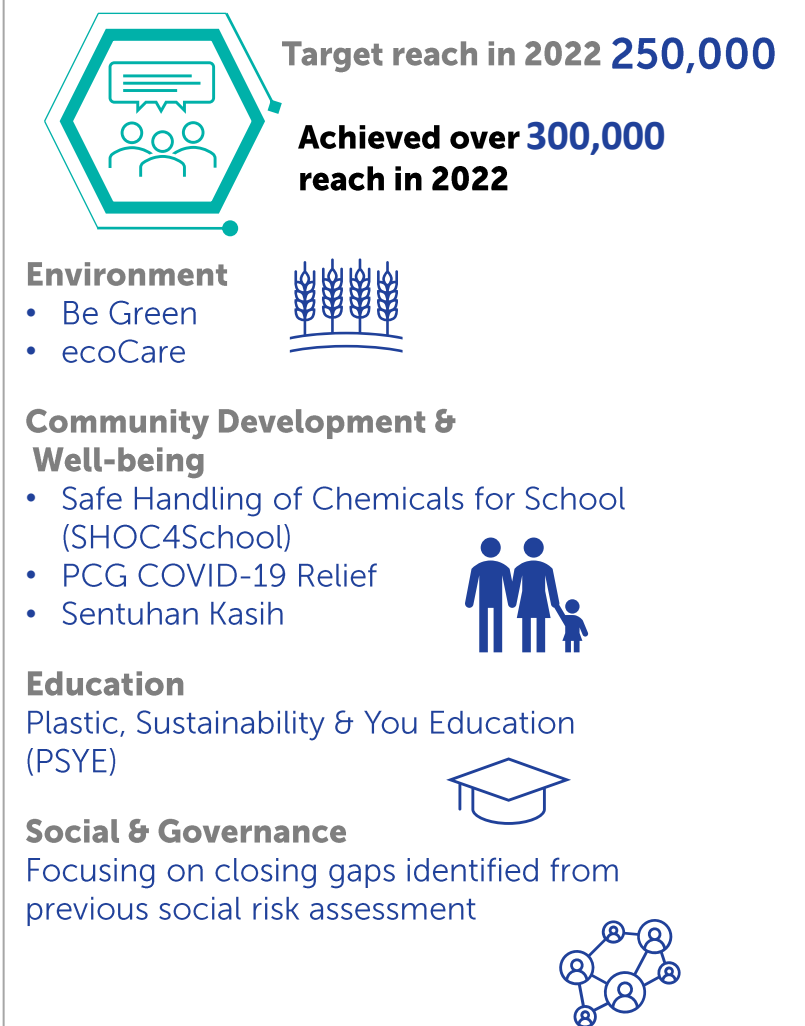 Target reach in 2022 250,000
Achieved over 300,000
reach in 2022
Environment
• Be Green
• ecoCare
Community Development &
Well-being
• Safe Handling of Chemicals for School
(SHOC4School)
• PCG COVID-19 Relief
• Sentuhan Kasih
Education
Plastic, Sustainability & You Education
(PSYE)
Social & Governance
Focusing on closing gaps identified from
previous social risk assessment